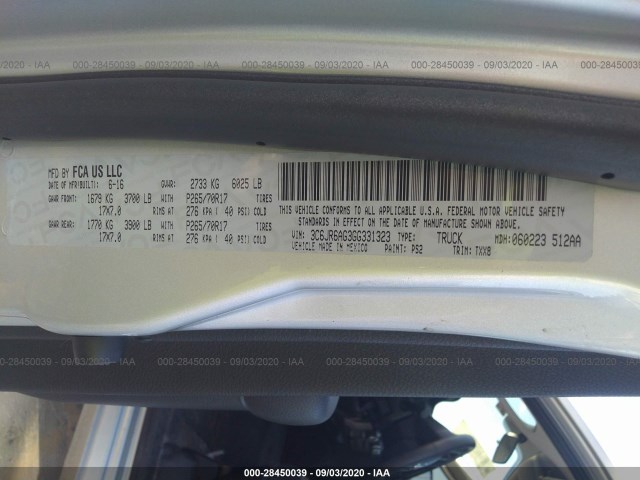 000-28450039 - 09/03/2020 - IAA
MFD BY FCA US LLC
DATE OF MFR(BUILT): 6-16 GVWR: 2733 KG 6025 LB
GAWR FRONT: 1679 KG 3700 LB WITH P265/70R17 TIRES
17X7.0 RIMS AT 276 KPA ( 40 PSI) COLD
GAWR REAR: 1770 KG 3900 LB WITH P265/70R17 TIRES
17X7.0 RIMS AT 276 KPA ( 40 PSI) COLD
THIS VEHICLE CONFORMS TO ALL APPLICABLE U.S.A. FEDERAL MOTOR VEHICLE SAFETY
STANDARDS IN EFFECT ON THE DATE OF MANUFACTURE SHOWN ABOVE.
VIN: 3C6JR6AG3GG331323 TYPE: TRUCK MDH: 060223 512AA
VEHICLE MADE IN MEXICO PAINT: PS2 TRIM: TXX8
000-28450039 - 09/03/2020 - IAA
000-28450039 - 09/03/2020 - IAA